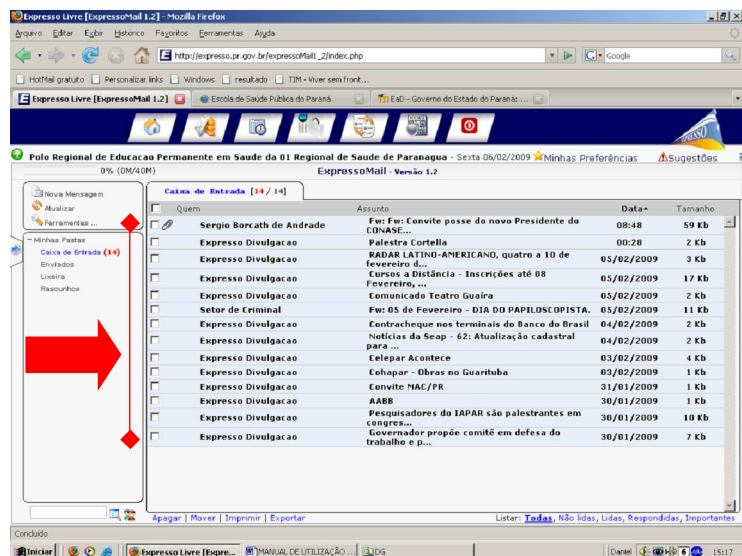 Expresso Livre [ExpressoMail 1.2] - Mozilla Firefox
Arquivo Editar Exibir Histórico Favoritos Ferramentas Ajuda
http://expresso.pr.gov.br/expressoMail1_2/index.php
Google
HotMail gratuito Personalizar links Windows resultado TIM - Viver sem front...
Expresso Livre [ExpressoMail 1.2] Escola de Saúde Pública do Paraná EaD - Governo do Estado do Paraná: ...
Polo Regional de Educacao Permanente em Saude da 01 Regional de Saude de Paranagua - Sexta 06/02/2009 Minhas Preferências Sugestões ?
0% (0M/40M) ExpressoMail - Versão 1.2
Nova Mensagem
Atualizar
Ferramentas ...
Minhas Pastas
Caixa de Entrada (14)
Enviados
Lixeira
Rascunhos
Caixa de Entrada [14 / 14]
Quem Assunto Data Tamanho
Sergio Borcath de Andrade Fw: Fw: Convite posse do novo Presidente do CONASE... 08:48 59 Kb
Expresso Divulgacao Palestra Cortella 00:28 2 Kb
Expresso Divulgacao RADAR LATINO-AMERICANO, quatro a 10 de fevereiro d... 05/02/2009 3 Kb
Expresso Divulgacao Cursos a Distância - Inscrições até 08 Fevereiro, ... 05/02/2009 17 Kb
Expresso Divulgacao Comunicado Teatro Guaíra 05/02/2009 2 Kb
Setor de Criminal Fw: 05 de Fevereiro - DIA DO PAPILOSCOPISTA. 05/02/2009 11 Kb
Expresso Divulgacao Contracheque nos terminais do Banco do Brasil 04/02/2009 2 Kb
Expresso Divulgacao Notícias da Seap - 62: Atualização cadastral para ... 04/02/2009 2 Kb
Expresso Divulgacao Celepar Acontece 03/02/2009 4 Kb
Expresso Divulgacao Cohapar - Obras no Guarituba 03/02/2009 1 Kb
Expresso Divulgacao Convite MAC/PR 31/01/2009 1 Kb
Expresso Divulgacao AABB 30/01/2009 1 Kb
Expresso Divulgacao Pesquisadores do IAPAR são palestrantes em congres... 30/01/2009 10 Kb
Expresso Divulgacao Governador propõe comitê em defesa do trabalho e p... 30/01/2009 7 Kb
Apagar | Mover | Imprimir | Exportar Listar: Todas, Não lidas, Lidas, Respondidas, Importantes
Concluído
Iniciar Expresso Livre [Expre... MANUAL DE UTILIZAÇÃO ... IDG Daniel 15:17